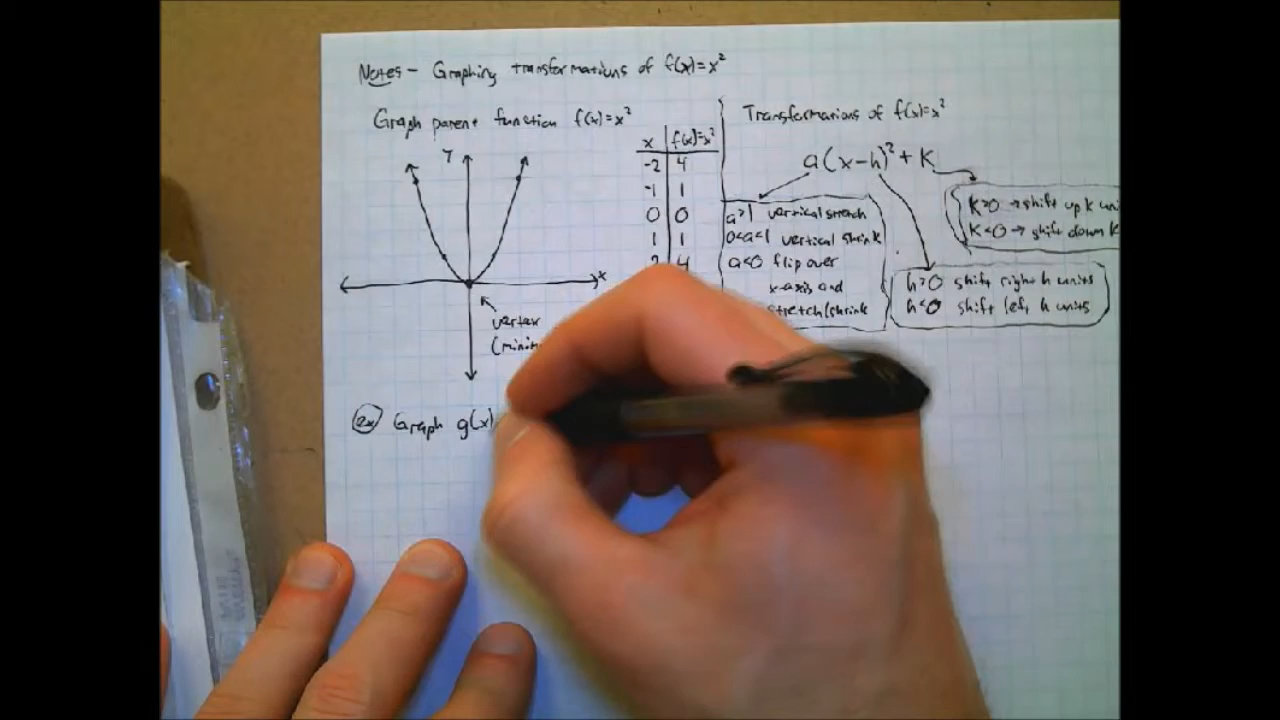 Notes - Graphing transformations of f(x)=x²
Graph parent function f(x)=x²
y
x
vertex
x | f(x)=x²
-2 | 4
-1 | 1
0 | 0
1 | 1
2 | 4
Transformations of f(x)=x²
a(x-h)²+k
a>1 vertical stretch
0<a<1 vertical shrink
a<0 flip over
x-axis and
stretch/shrink
k>0 → shift up k
k<0 → shift down k
h>0 shift right h units
h<0 shift left h units
ex Graph g(x)